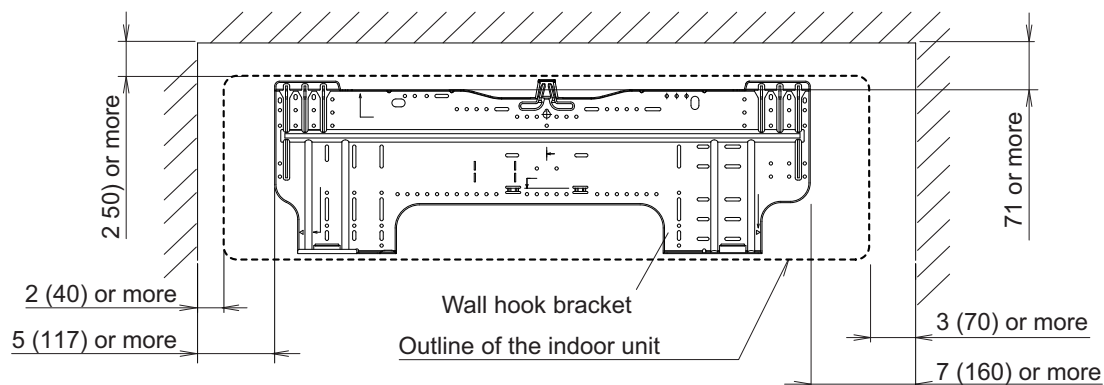 2 50) or more
71 or more
2 (40) or more
5 (117) or more
Wall hook bracket
Outline of the indoor unit
3 (70) or more
7 (160) or more